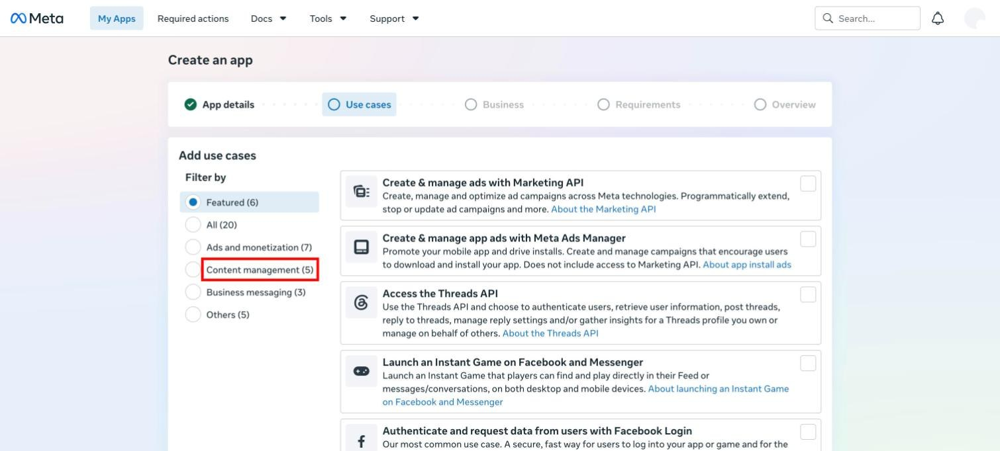 Meta
My Apps
Required actions
Docs
Tools
Support
Search...
Create an app
App details
Use cases
Business
Requirements
Overview
Add use cases
Filter by
Featured (6)
All (20)
Ads and monetization (7)
Content management (5)
Business messaging (3)
Others (5)
Create & manage ads with Marketing API
Create, manage and optimize ad campaigns across Meta technologies. Programmatically extend,
stop or update ad campaigns and more. About the Marketing API
Create & manage app ads with Meta Ads Manager
Promote your mobile app and drive installs. Create and manage campaigns that encourage users
to download and install your app. Does not include access to Marketing API. About app install ads
Access the Threads API
Use the Threads API and choose to authenticate users, retrieve user information, post threads,
reply to threads, manage reply settings and/or gather insights for a Threads profile you own or
manage on behalf of others. About the Threads API
Launch an Instant Game on Facebook and Messenger
Launch an Instant Game that players can find and play directly in their Feed or
messages/conversations, on both desktop and mobile devices. About launching an Instant Game
on Facebook and Messenger
Authenticate and request data from users with Facebook Login
Our most common use case. A secure, fast way for users to log into your app or game and for the